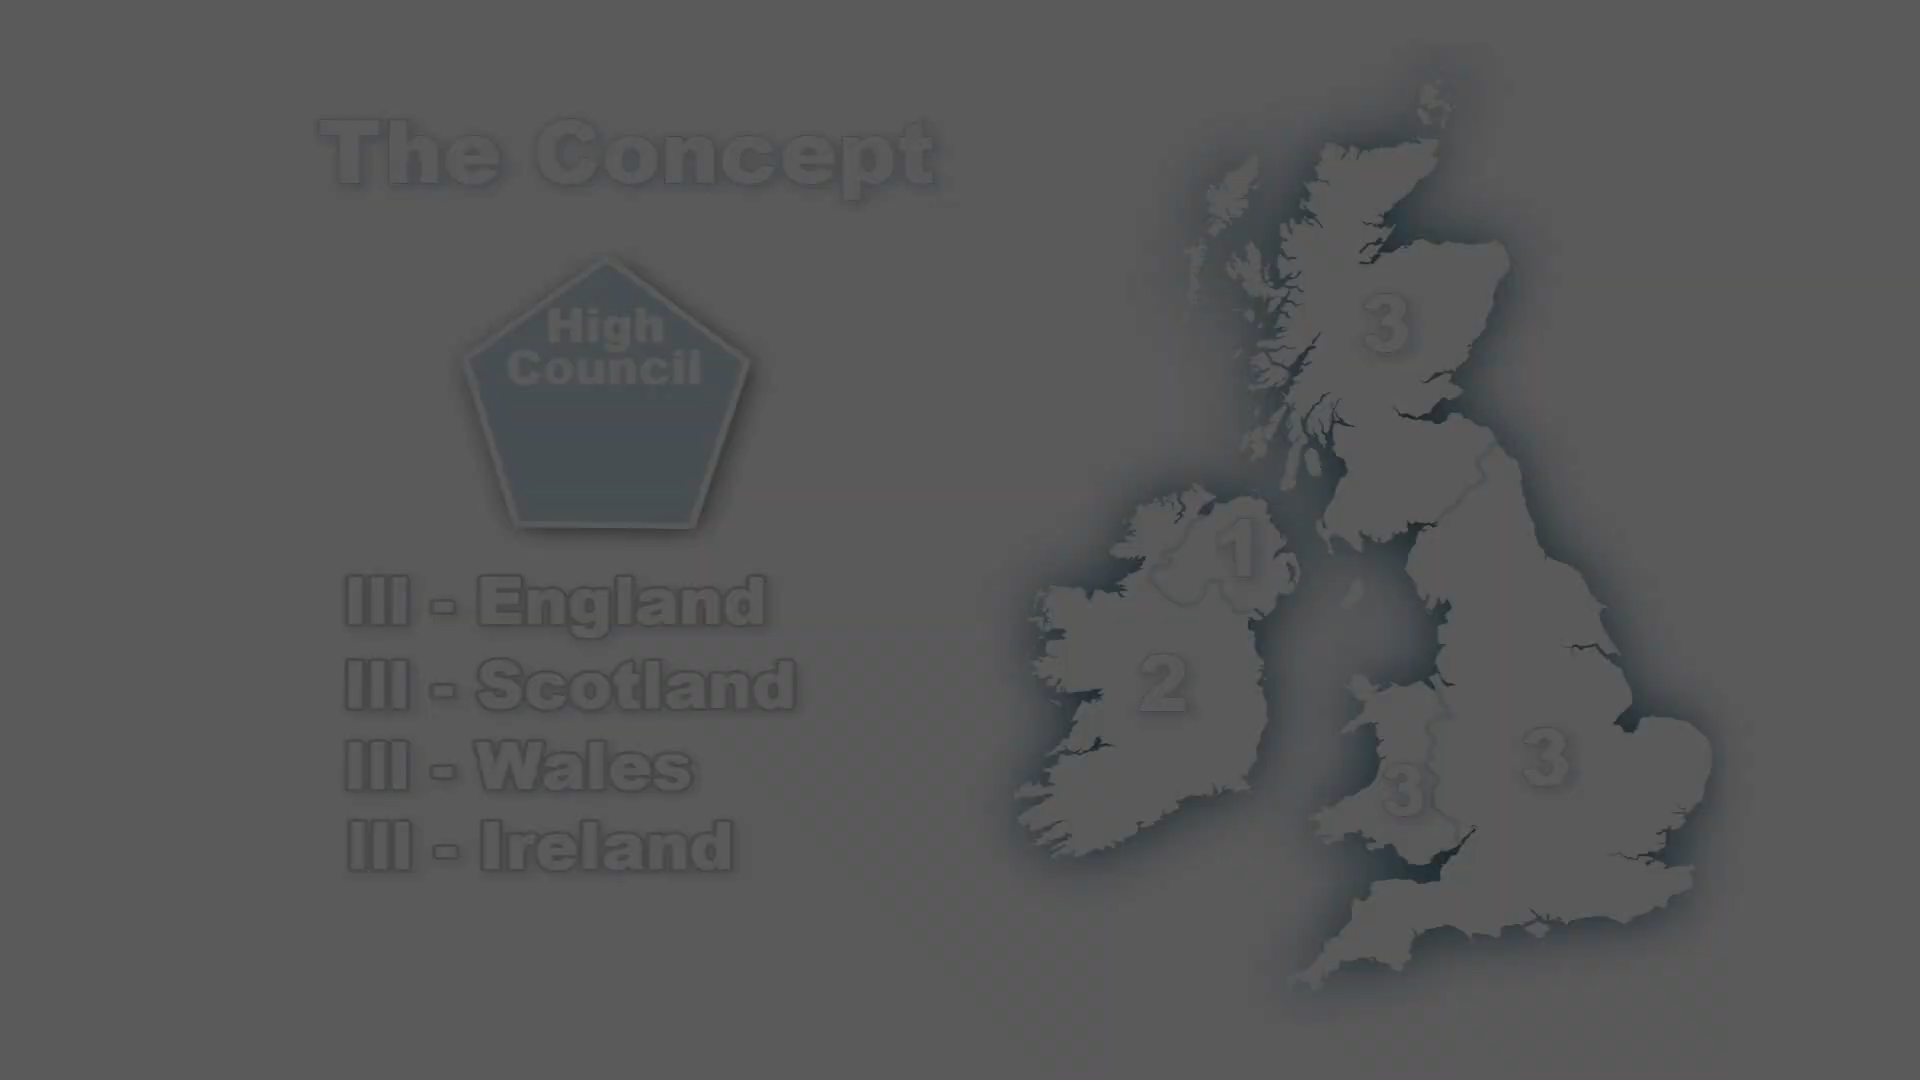 The Concept
High
Council
III - England
III - Scotland
III - Wales
III - Ireland
3
1
2
3
3